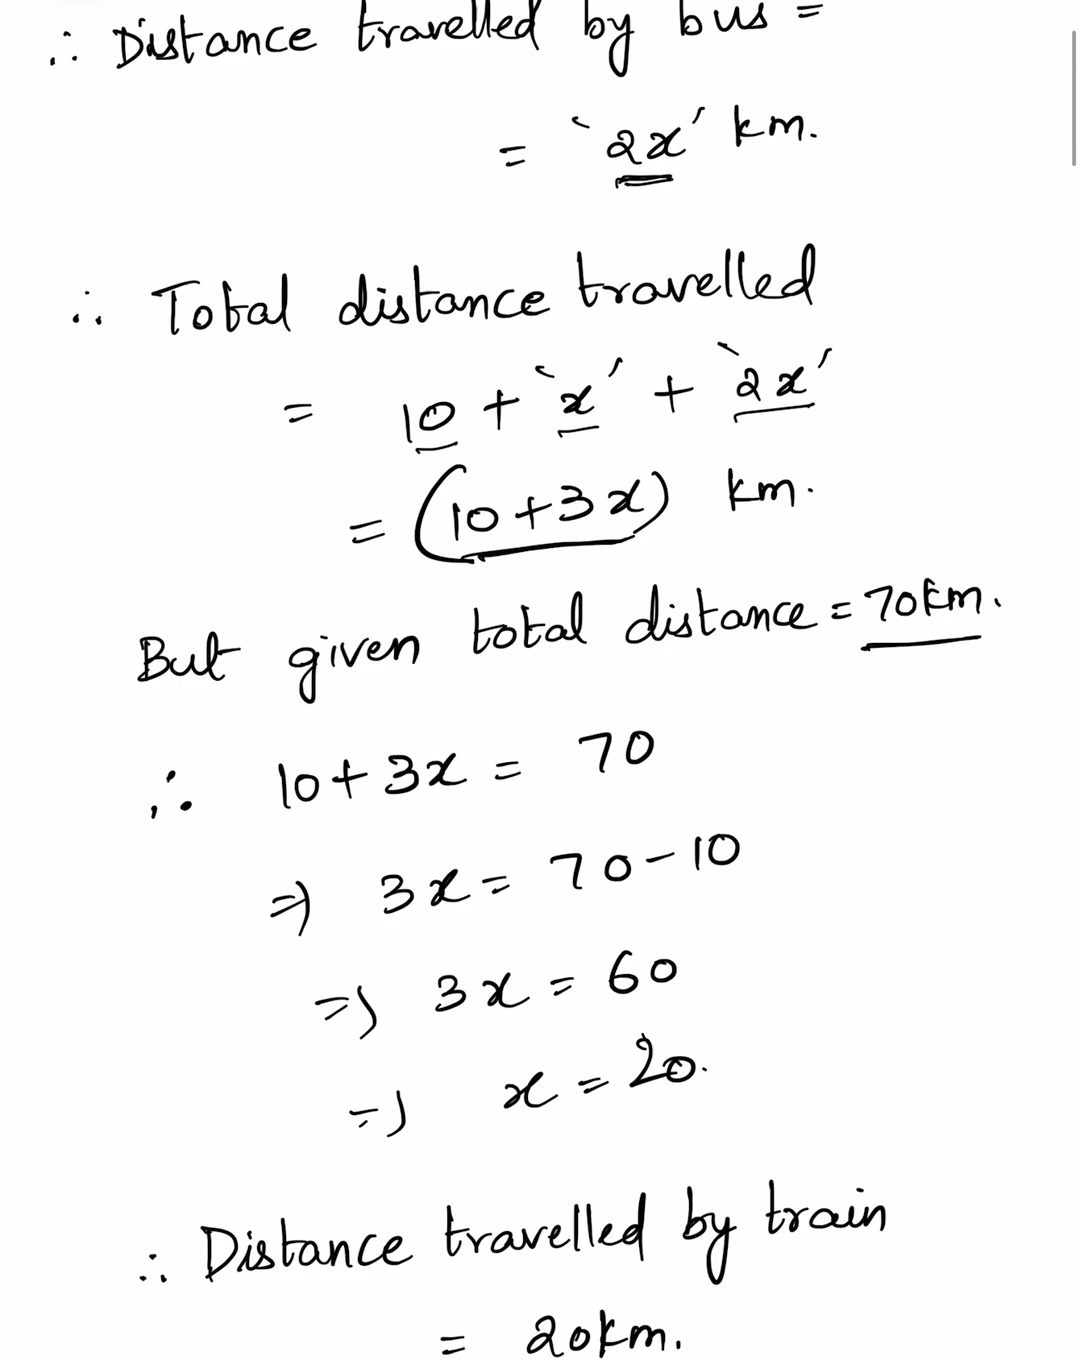 ∴ Distance travelled by bus =
= '2x' km.
∴ Total distance travelled
= 10 + 'x' + '2x'
= (10 + 3x) km.
But given total distance = 70km.
∴ 10 + 3x = 70
⇒ 3x = 70 - 10
⇒ 3x = 60
⇒ x = 20.
∴ Distance travelled by train
= 20km.